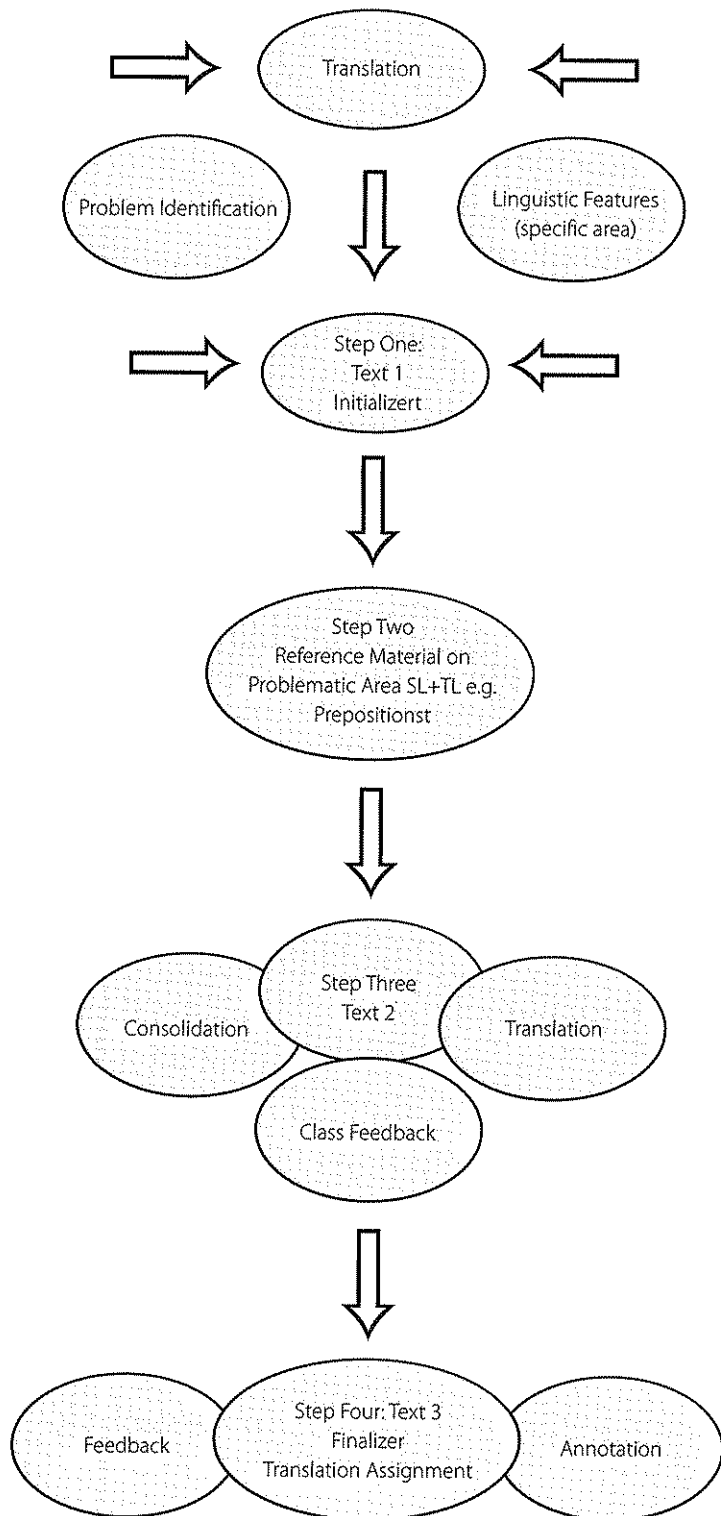 Translation
Problem Identification
Linguistic Features
(specific area)
Step One:
Text 1
Initializert
Step Two
Reference Material on
Problematic Area SL+TL e.g.
Prepositionst
Step Three
Text 2
Consolidation
Translation
Class Feedback
Step Four: Text 3
Finalizer
Translation Assignment
Feedback
Annotation